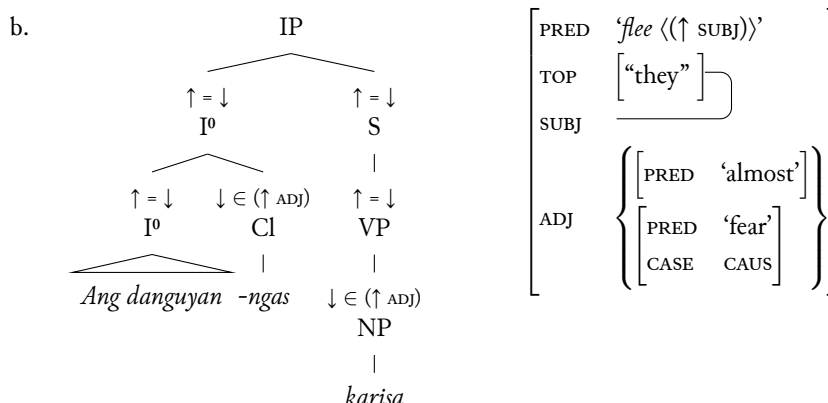 b.
IP
↑ = ↓ ↑ = ↓
I⁰ S
↑ = ↓ ↓ ∈ (↑ ADJ) ↑ = ↓
I⁰ Cl VP
Ang danguyan -ngas ↓ ∈ (↑ ADJ)
NP
karisa
PRED ‘flee ⟨(↑ SUBJ)⟩’
TOP [“they”]
SUBJ
ADJ
PRED ‘almost’
PRED ‘fear’
CASE CAUS